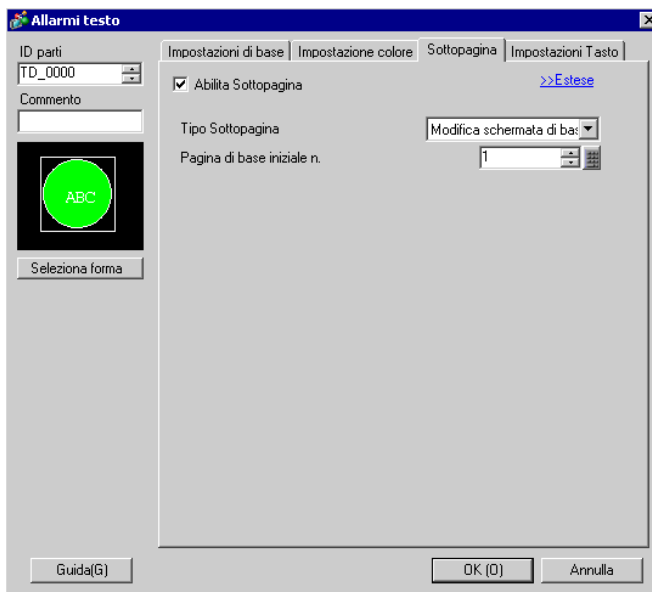 Allarmi testo
ID parti
TD_0000
Commento
ABC
Seleziona forma
Impostazioni di base
Impostazione colore
Sottopagina
Impostazioni Tasto
Abilita Sottopagina
>>Estese
Tipo Sottopagina
Modifica schermata di bas
Pagina di base iniziale n.
1
Guida(G)
OK (O)
Annulla